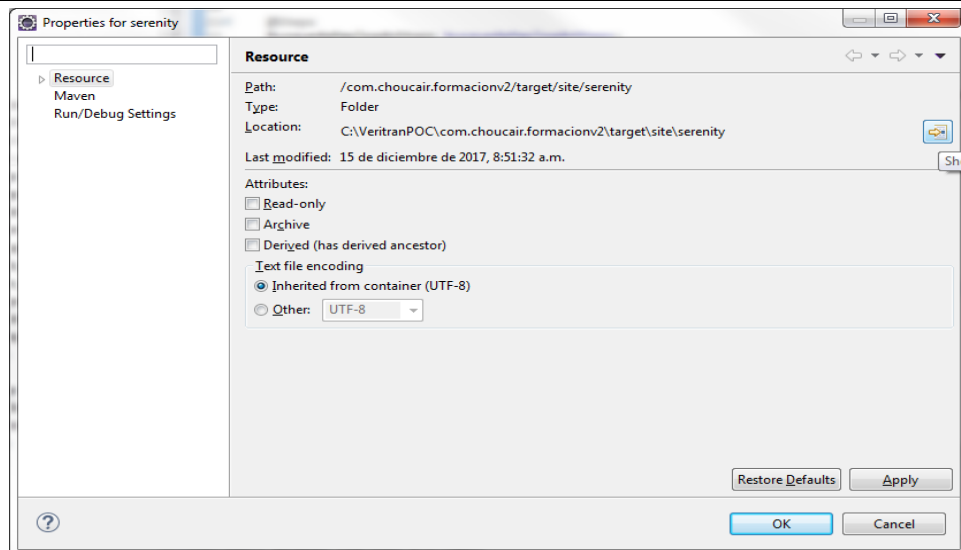 Properties for serenity
Resource
Maven
Run/Debug Settings
Resource
Path: /com.choucair.formacionv2/target/site/serenity
Type: Folder
Location: C:\VeritranPOC\com.choucair.formacionv2\target\site\serenity
Last modified: 15 de diciembre de 2017, 8:51:32 a.m.
Attributes:
Read-only
Archive
Derived (has derived ancestor)
Text file encoding
Inherited from container (UTF-8)
Other: UTF-8
Restore Defaults Apply
OK Cancel